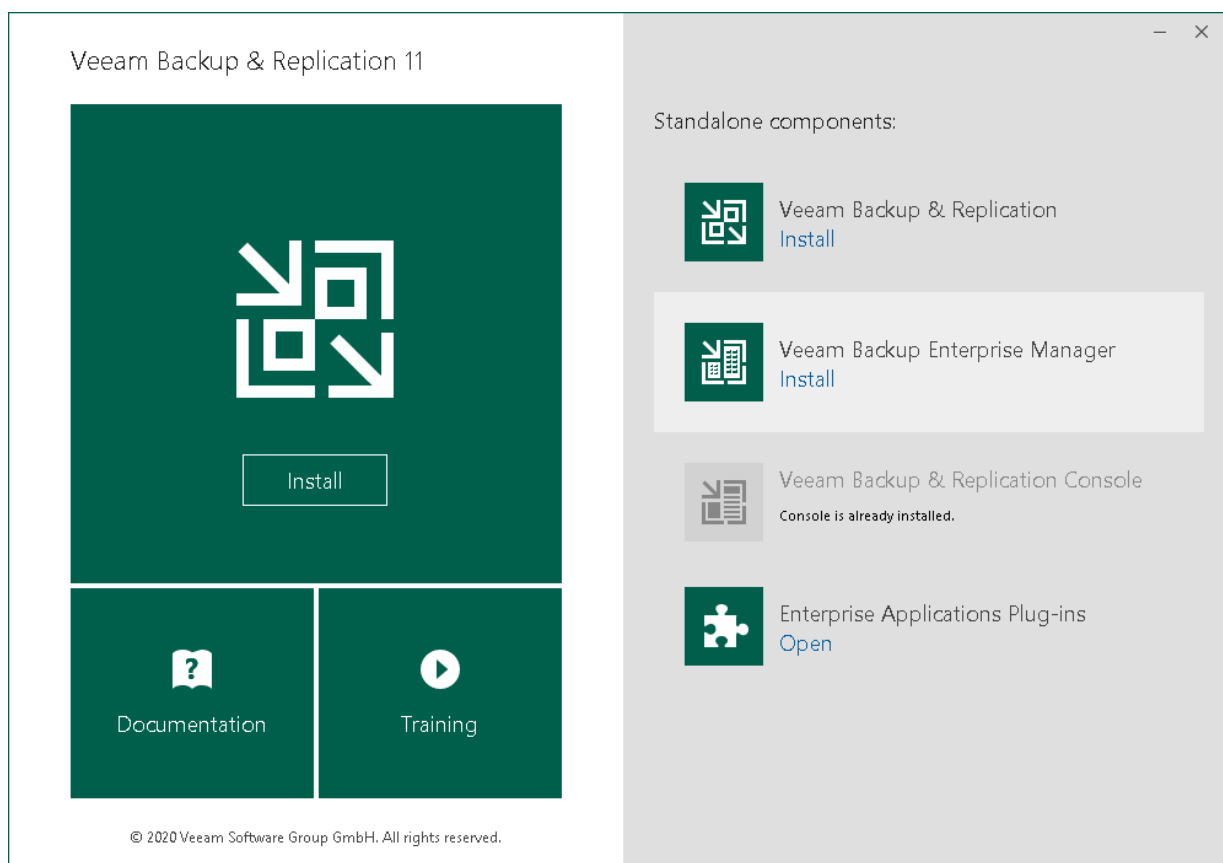 Veeam Backup & Replication 11
Install
Documentation
Training
© 2020 Veeam Software Group GmbH. All rights reserved.
Standalone components:
Veeam Backup & Replication
Install
Veeam Backup Enterprise Manager
Install
Veeam Backup & Replication Console
Console is already installed.
Enterprise Applications Plug-ins
Open